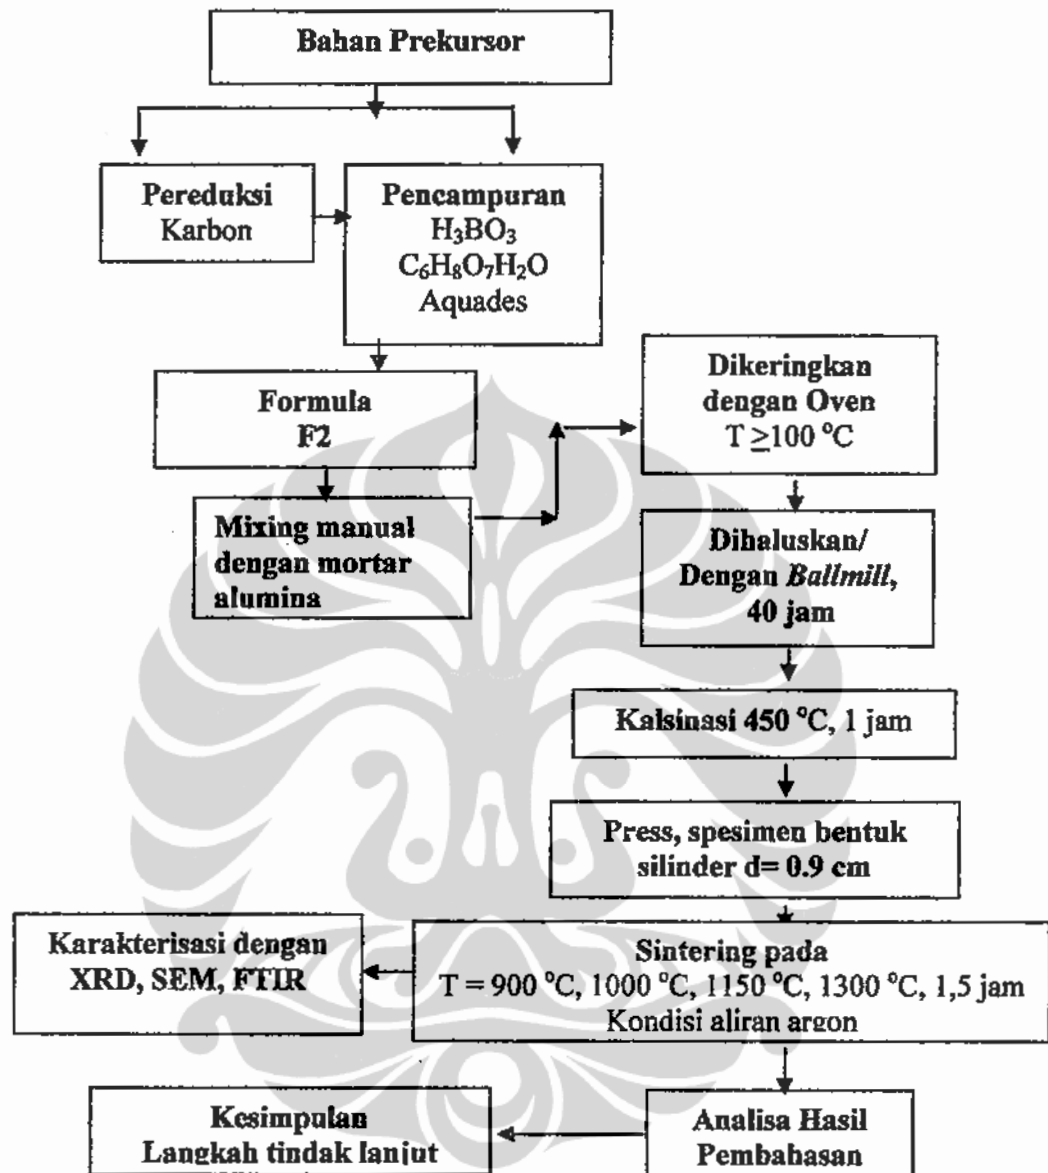 Bahan Prekursor
Pereduksi
Karbon
Pencampuran
H₃BO₃
C₆H₈O₇H₂O
Aquades
Formula
F2
Mixing manual
dengan mortar
alumina
Dikeringkan
dengan Oven
T ≥100 °C
Dihaluskan/
Dengan Ballmill,
40 jam
Kalsinasi 450 °C, 1 jam
Press, spesimen bentuk
silinder d= 0.9 cm
Sintering pada
T = 900 °C, 1000 °C, 1150 °C, 1300 °C, 1,5 jam
Kondisi aliran argon
Karakterisasi dengan
XRD, SEM, FTIR
Analisa Hasil
Pembahasan
Kesimpulan
Langkah tindak lanjut